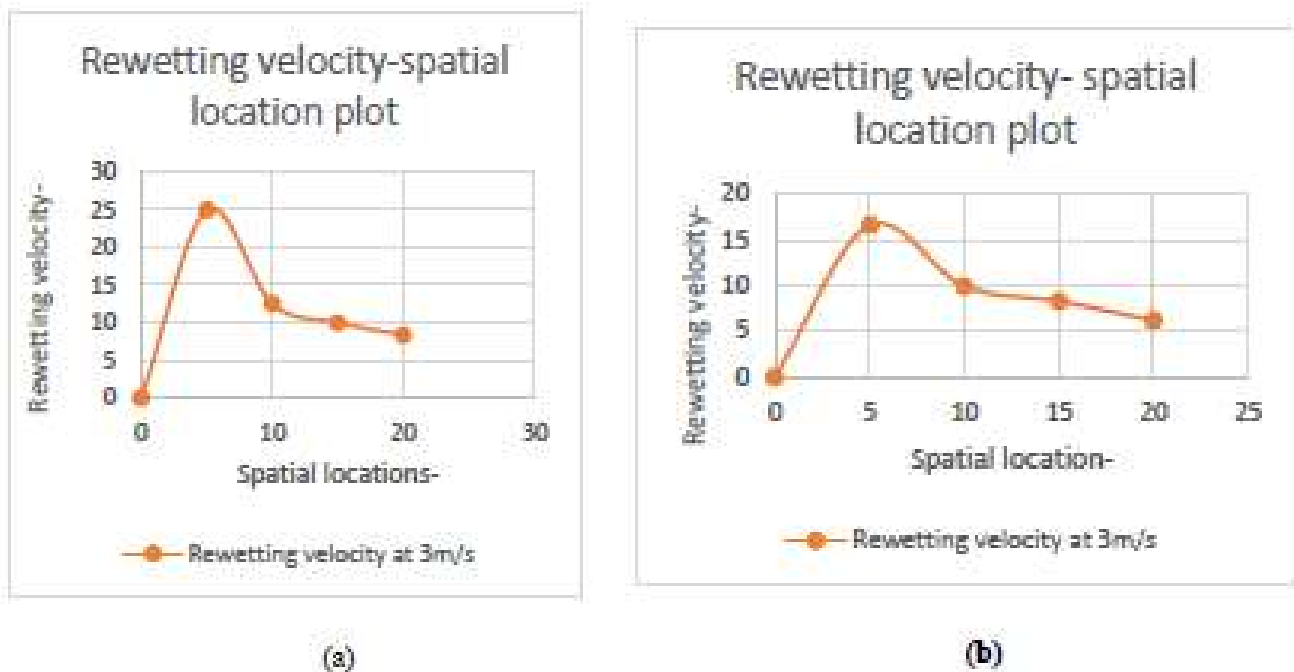 Rewetting velocity-spatial
location plot
Rewetting velocity-
30
25
20
15
10
5
0
0 10 20 30
Spatial locations-
Rewetting velocity at 3m/s
(a)
Rewetting velocity- spatial
location plot
Rewetting velocity-
20
15
10
5
0
0 5 10 15 20 25
Spatial location-
Rewetting velocity at 3m/s
(b)